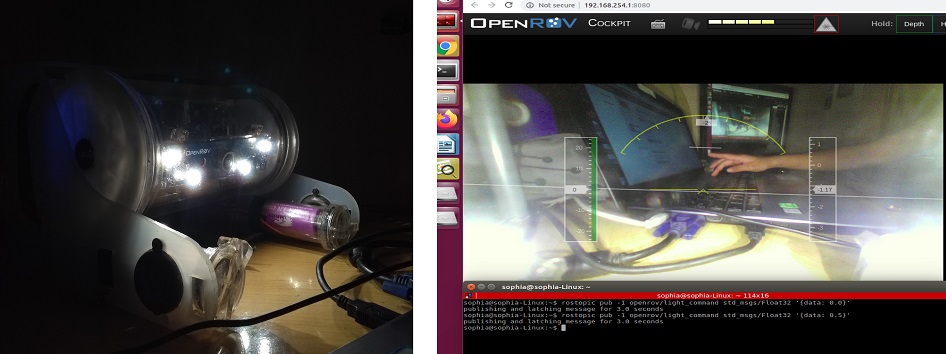 OPENROV
Not secure | 192.168.254.1:8080
OPENROV COCKPIT
Hold: Depth H
20
0
-10
1
0
-1.17
-2
-3
sophia@sophia-Linux: ~
sophia@sophia-Linux: ~ 114x16
sophia@sophia-Linux:~$ rostopic pub -1 openrov/light_command std_msgs/Float32 '{data: 0.0}'
publishing and latching message for 3.0 seconds
sophia@sophia-Linux:~$ rostopic pub -1 openrov/light_command std_msgs/Float32 '{data: 0.5}'
publishing and latching message for 3.0 seconds
sophia@sophia-Linux:~$